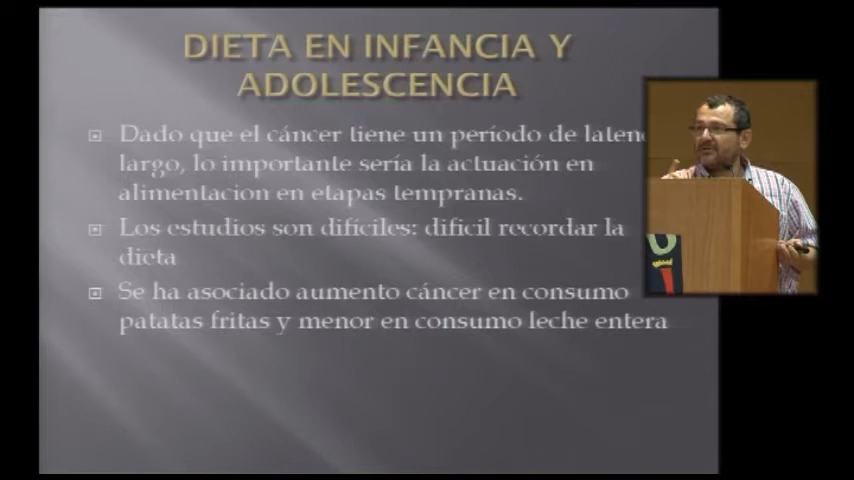 DIETA EN INFANCIA Y
ADOLESCENCIA
Dado que el cáncer tiene un período de
largo, lo importante sería la actuación en
alimentacion en etapas tempranas.
Los estudios son difíciles: dificil recordar la
dieta
Se ha asociado aumento cáncer en consumo
patatas fritas y menor en consumo leche entera